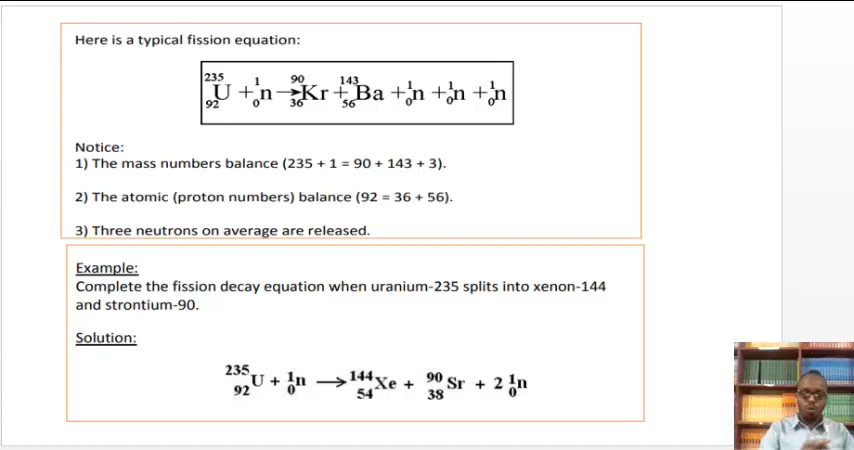 Here is a typical fission equation:
²³⁵₉₂U + ¹₀n → ⁹⁰₃₆Kr + ¹⁴³₅₆Ba + ¹₀n + ¹₀n + ¹₀n
Notice:
1) The mass numbers balance (235 + 1 = 90 + 143 + 3).
2) The atomic (proton numbers) balance (92 = 36 + 56).
3) Three neutrons on average are released.
Example:
Complete the fission decay equation when uranium-235 splits into xenon-144
and strontium-90.
Solution:
²³⁵₉₂U + ¹₀n → ¹⁴⁴₅₄Xe + ⁹⁰₃₈Sr + 2 ¹₀n